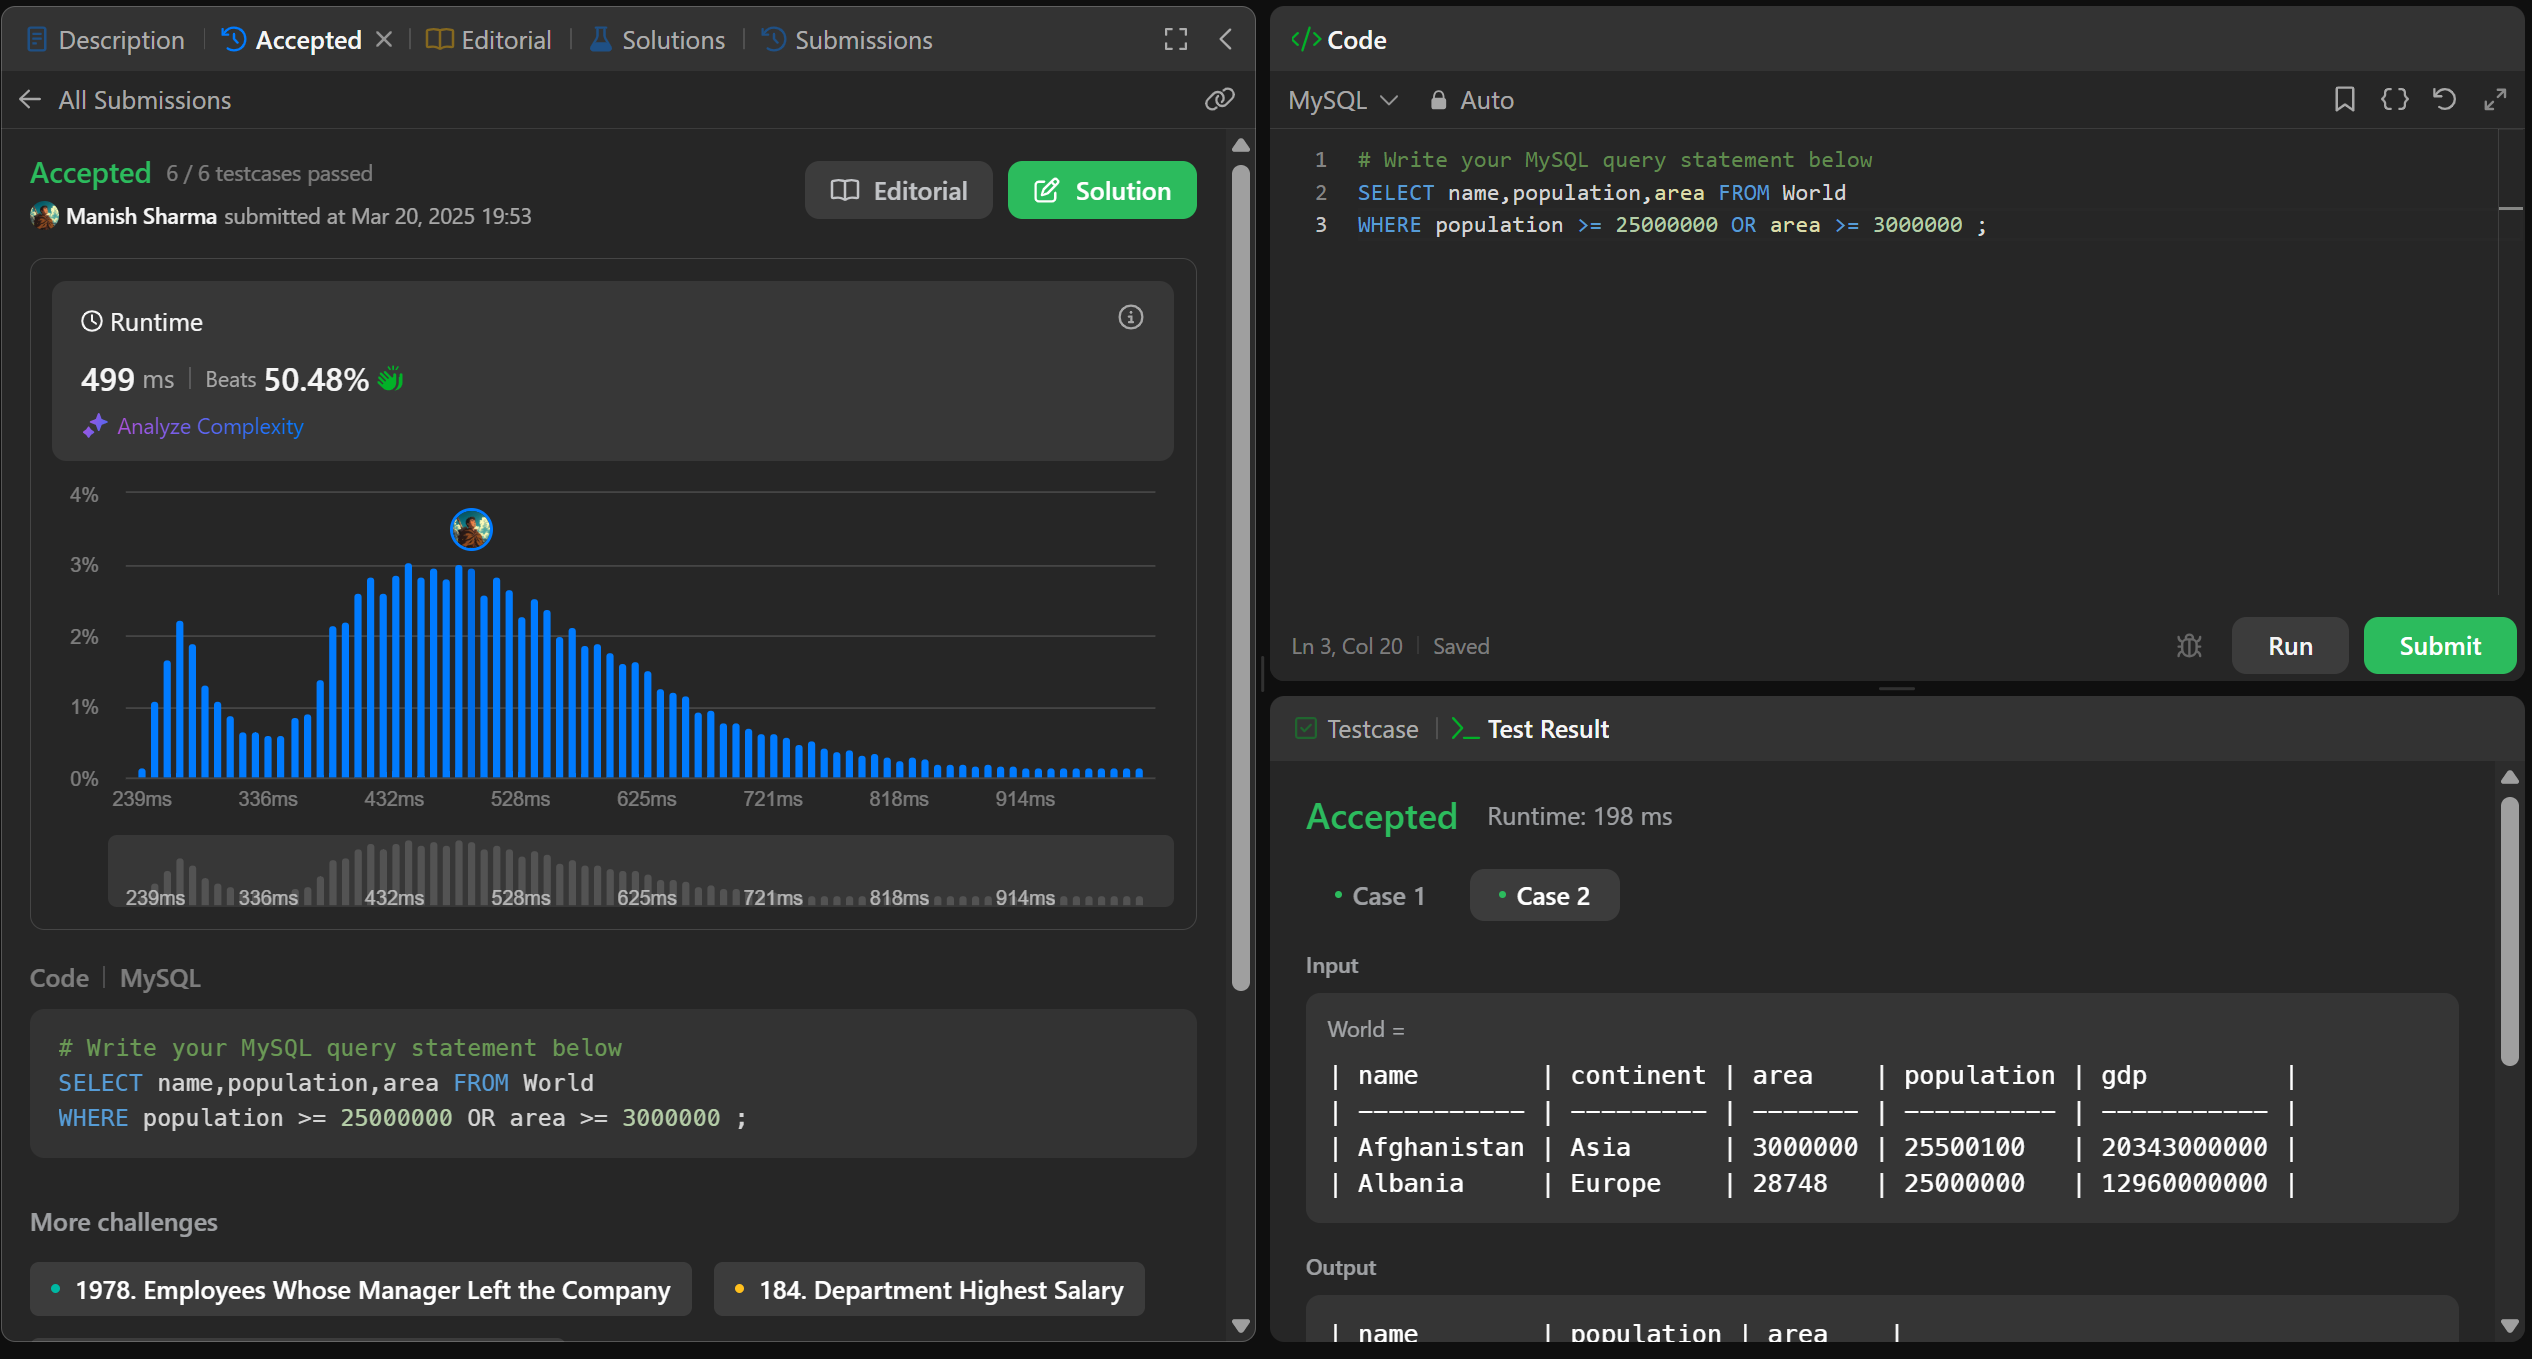 Description
Accepted
Editorial
Solutions
Submissions
All Submissions
Accepted 6 / 6 testcases passed
Manish Sharma submitted at Mar 20, 2025 19:53
Editorial
Solution
Runtime
499 ms | Beats 50.48%
Analyze Complexity
4%
3%
2%
1%
0%
239ms 336ms 432ms 528ms 625ms 721ms 818ms 914ms
239ms 336ms 432ms 528ms 625ms 721ms 818ms 914ms
Code | MySQL
# Write your MySQL query statement below
SELECT name,population,area FROM World
WHERE population >= 25000000 OR area >= 3000000 ;
More challenges
1978. Employees Whose Manager Left the Company
184. Department Highest Salary
</> Code
MySQL
Auto
1 # Write your MySQL query statement below
2 SELECT name,population,area FROM World
3 WHERE population >= 25000000 OR area >= 3000000 ;
Ln 3, Col 20 | Saved
Run
Submit
Testcase
Test Result
Accepted Runtime: 198 ms
Case 1
Case 2
Input
World =
| name        | continent | area    | population | gdp         |
| ----------- | --------- | ------- | ---------- | ----------- |
| Afghanistan | Asia      | 3000000 | 25500100   | 20343000000 |
| Albania     | Europe    | 28748   | 25000000   | 12960000000 |
Output
| name        | population | area    |